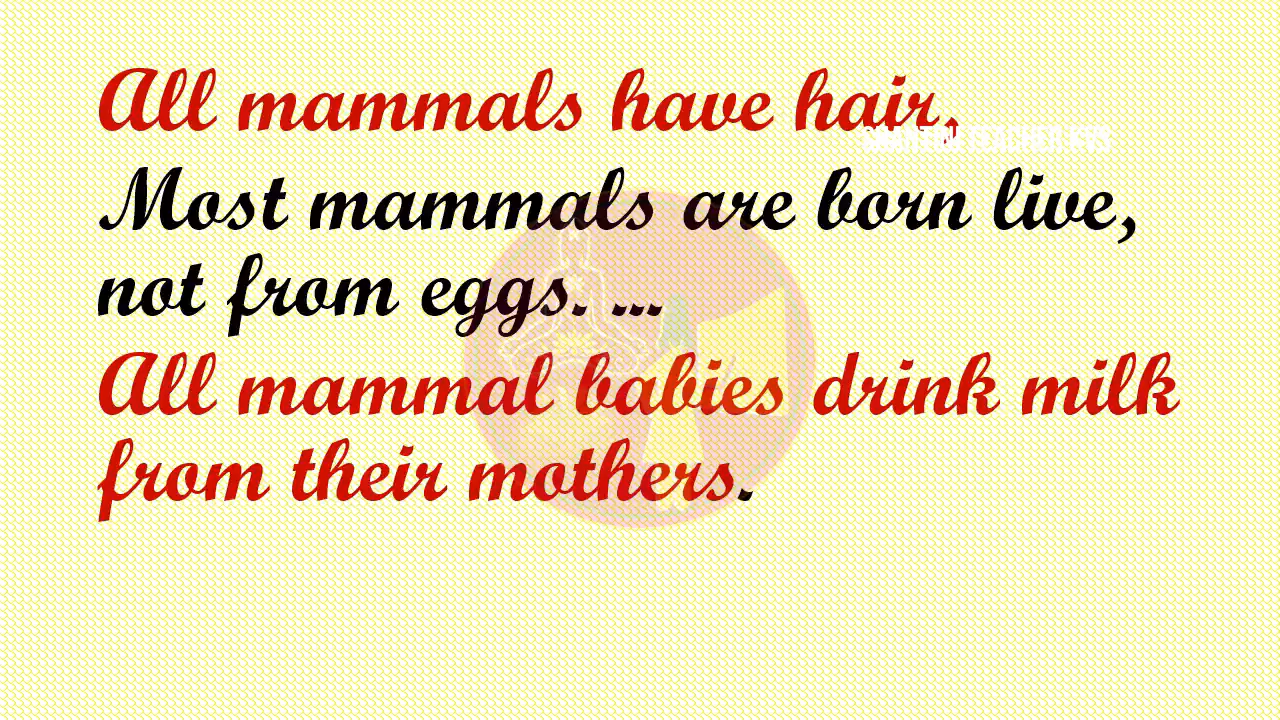 All mammals have hair.
Most mammals are born live,
not from eggs. ...
All mammal babies drink milk
from their mothers.